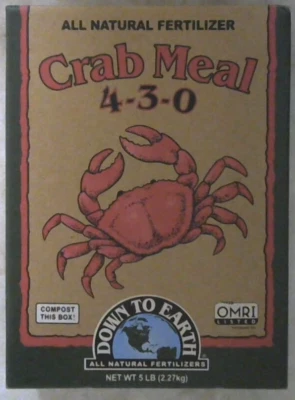 ALL NATURAL FERTILIZER
Crab Meal
4-3-0
COMPOST
THIS BOX!
OMRI
LISTED
DOWN TO EARTH
ALL NATURAL FERTILIZERS
NET WT 5 LB (2.27kg)